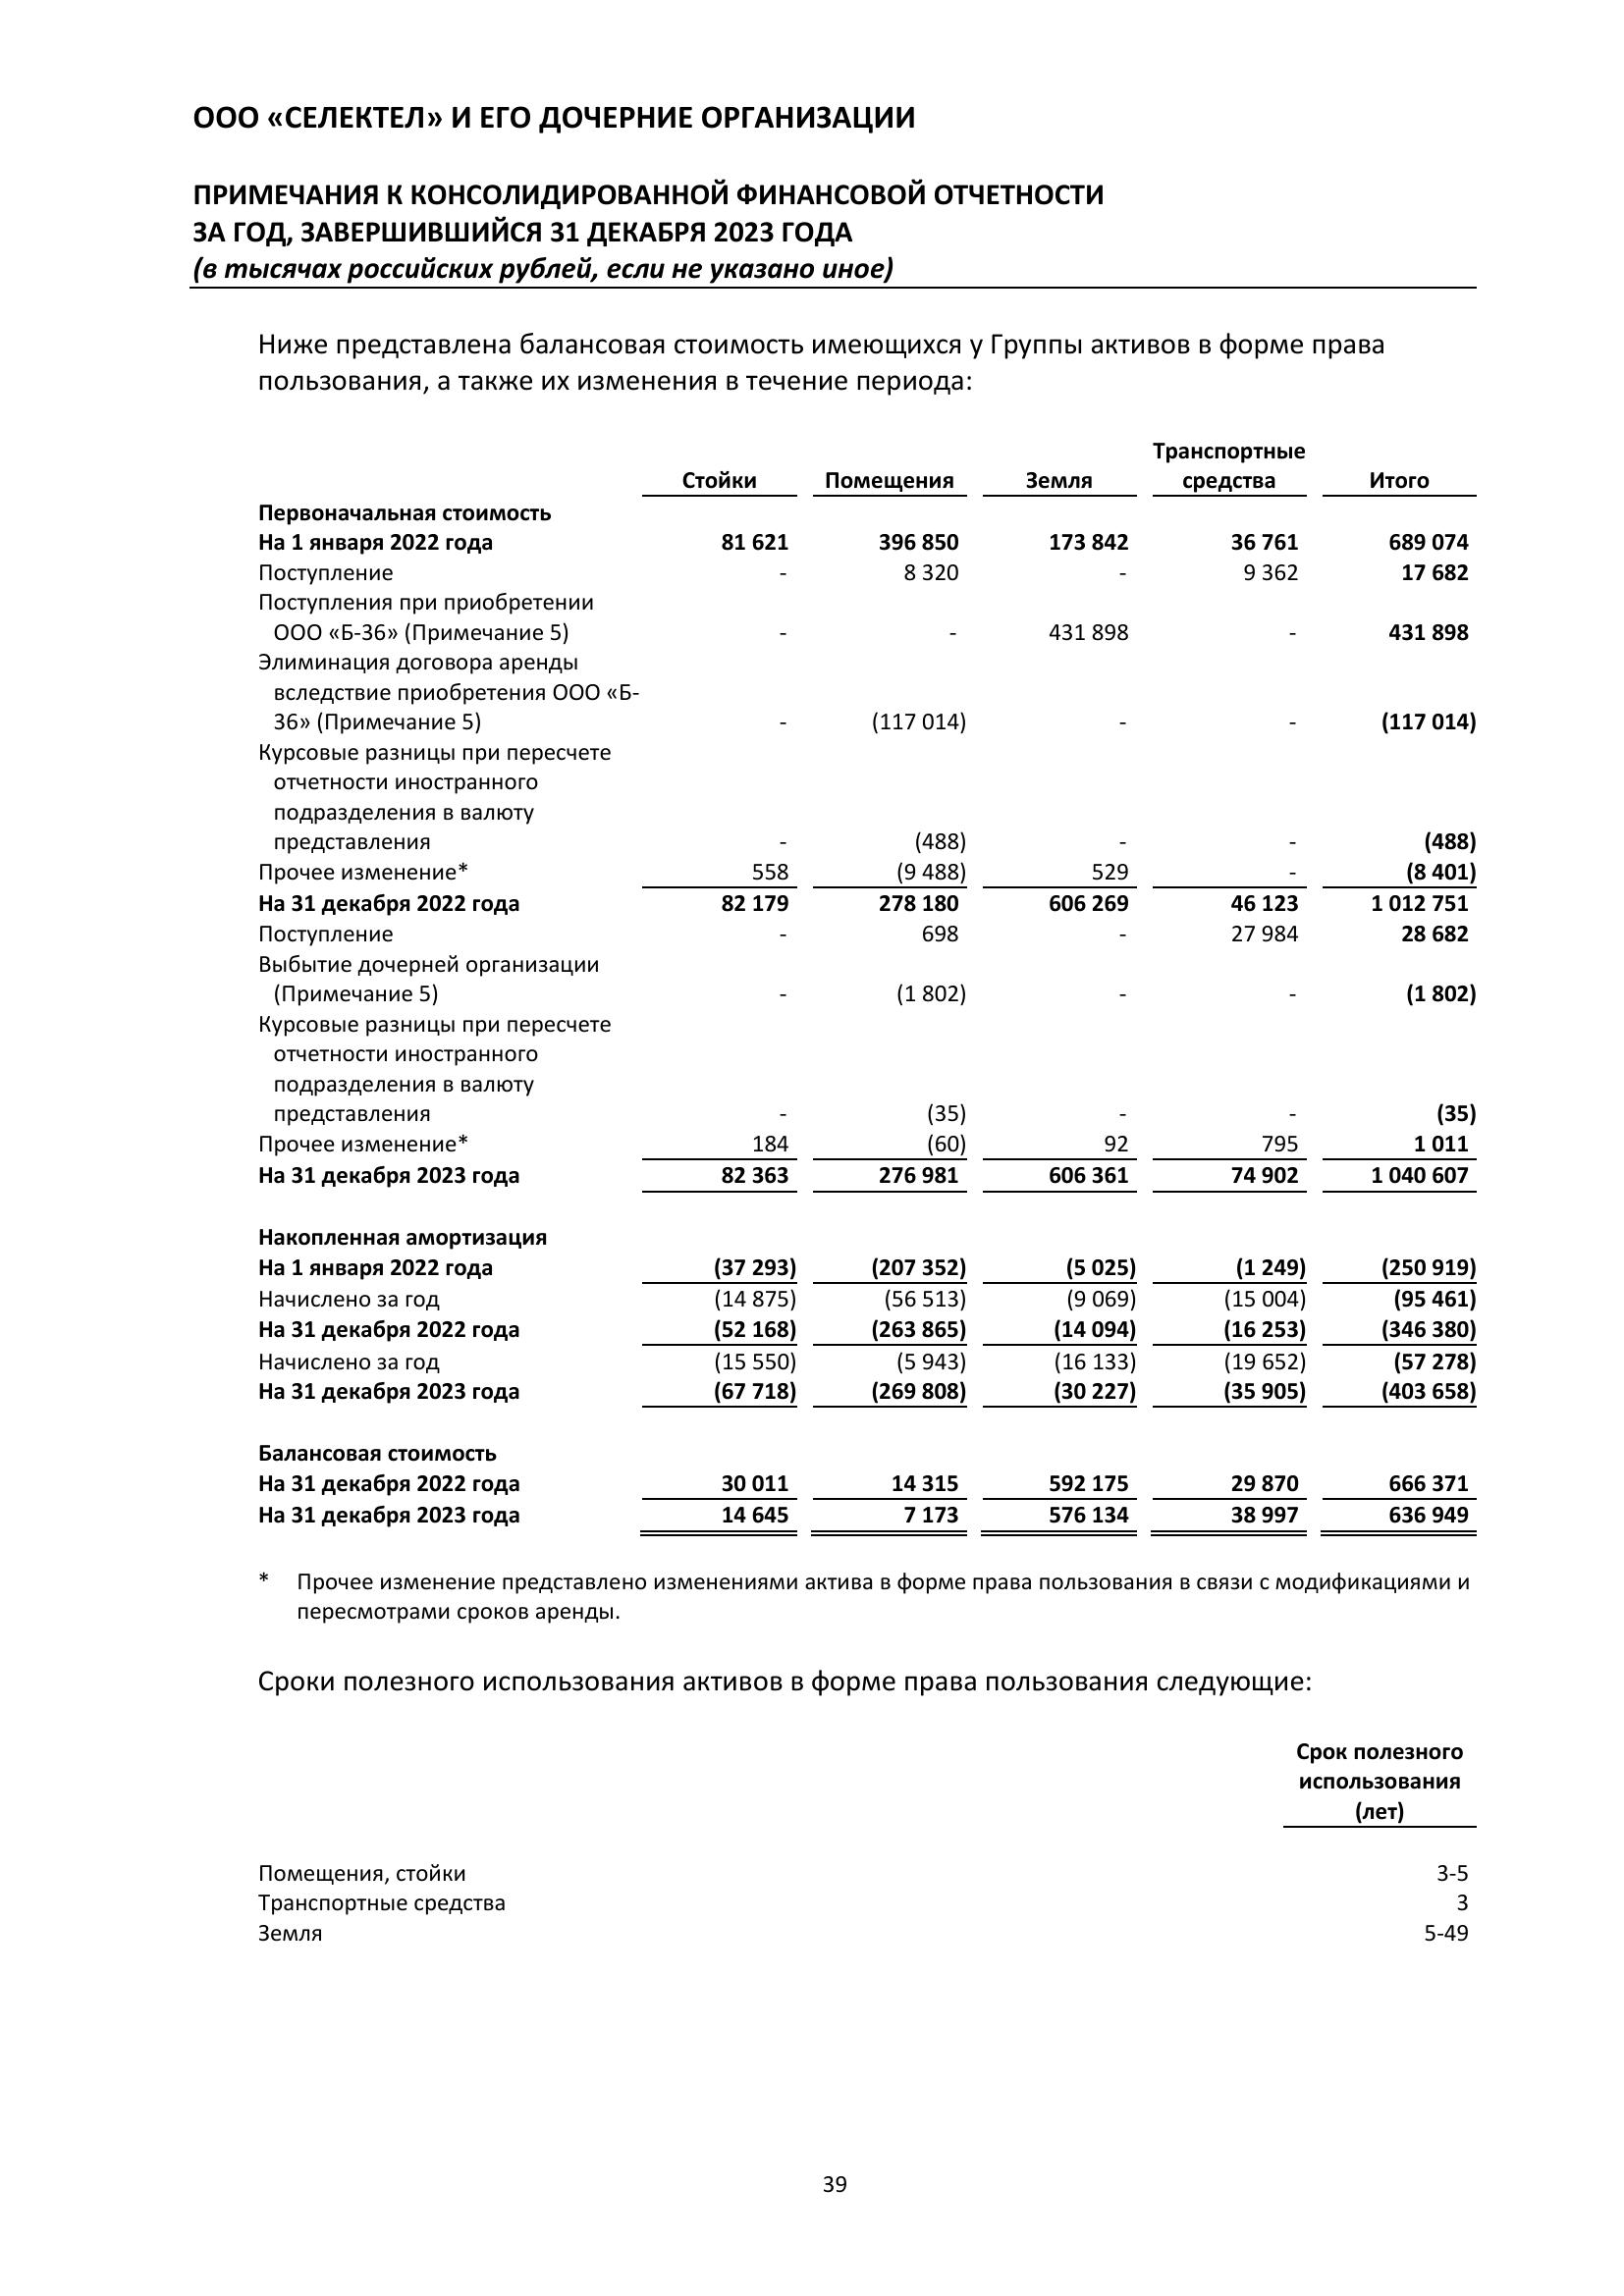 ООО «СЕЛЕКТЕЛ» И ЕГО ДОЧЕРНИЕ ОРГАНИЗАЦИИ
ПРИМЕЧАНИЯ К КОНСОЛИДИРОВАННОЙ ФИНАНСОВОЙ ОТЧЕТНОСТИ
ЗА ГОД, ЗАВЕРШИВШИЙСЯ 31 ДЕКАБРЯ 2023 ГОДА
(в тысячах российских рублей, если не указано иное)
Ниже представлена балансовая стоимость имеющихся у Группы активов в форме права
пользования, а также их изменения в течение периода:
Транспортные
Стойки Помещения Земля средства Итого
Первоначальная стоимость
На 1 января 2022 года 81 621 396 850 173 842 36 761 689 074
Поступление - 8 320 - 9 362 17 682
Поступления при приобретении
ООО «Б-36» (Примечание 5) - - 431 898 - 431 898
Элиминация договора аренды
вследствие приобретения ООО «Б-
36» (Примечание 5) - (117 014) - - (117 014)
Курсовые разницы при пересчете
отчетности иностранного
подразделения в валюту
представления - (488) - - (488)
Прочее изменение* 558 (9 488) 529 - (8 401)
На 31 декабря 2022 года 82 179 278 180 606 269 46 123 1 012 751
Поступление - 698 - 27 984 28 682
Выбытие дочерней организации
(Примечание 5) - (1 802) - - (1 802)
Курсовые разницы при пересчете
отчетности иностранного
подразделения в валюту
представления - (35) - - (35)
Прочее изменение* 184 (60) 92 795 1 011
На 31 декабря 2023 года 82 363 276 981 606 361 74 902 1 040 607
Накопленная амортизация
На 1 января 2022 года (37 293) (207 352) (5 025) (1 249) (250 919)
Начислено за год (14 875) (56 513) (9 069) (15 004) (95 461)
На 31 декабря 2022 года (52 168) (263 865) (14 094) (16 253) (346 380)
Начислено за год (15 550) (5 943) (16 133) (19 652) (57 278)
На 31 декабря 2023 года (67 718) (269 808) (30 227) (35 905) (403 658)
Балансовая стоимость
На 31 декабря 2022 года 30 011 14 315 592 175 29 870 666 371
На 31 декабря 2023 года 14 645 7 173 576 134 38 997 636 949
* Прочее изменение представлено изменениями актива в форме права пользования в связи с модификациями и
пересмотрами сроков аренды.
Сроки полезного использования активов в форме права пользования следующие:
Срок полезного
использования
(лет)
Помещения, стойки 3-5
Транспортные средства 3
Земля 5-49
39